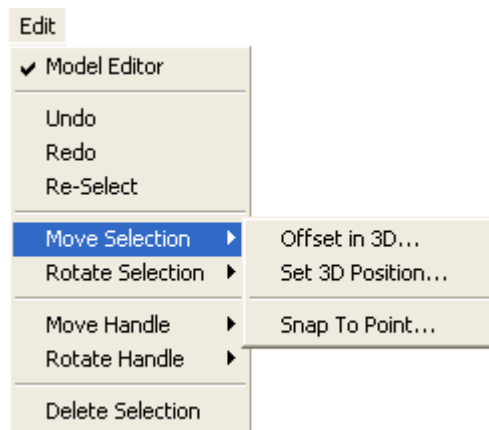 Edit
Model Editor
Undo
Redo
Re-Select
Move Selection
Offset in 3D...
Rotate Selection
Set 3D Position...
Move Handle
Snap To Point...
Rotate Handle
Delete Selection